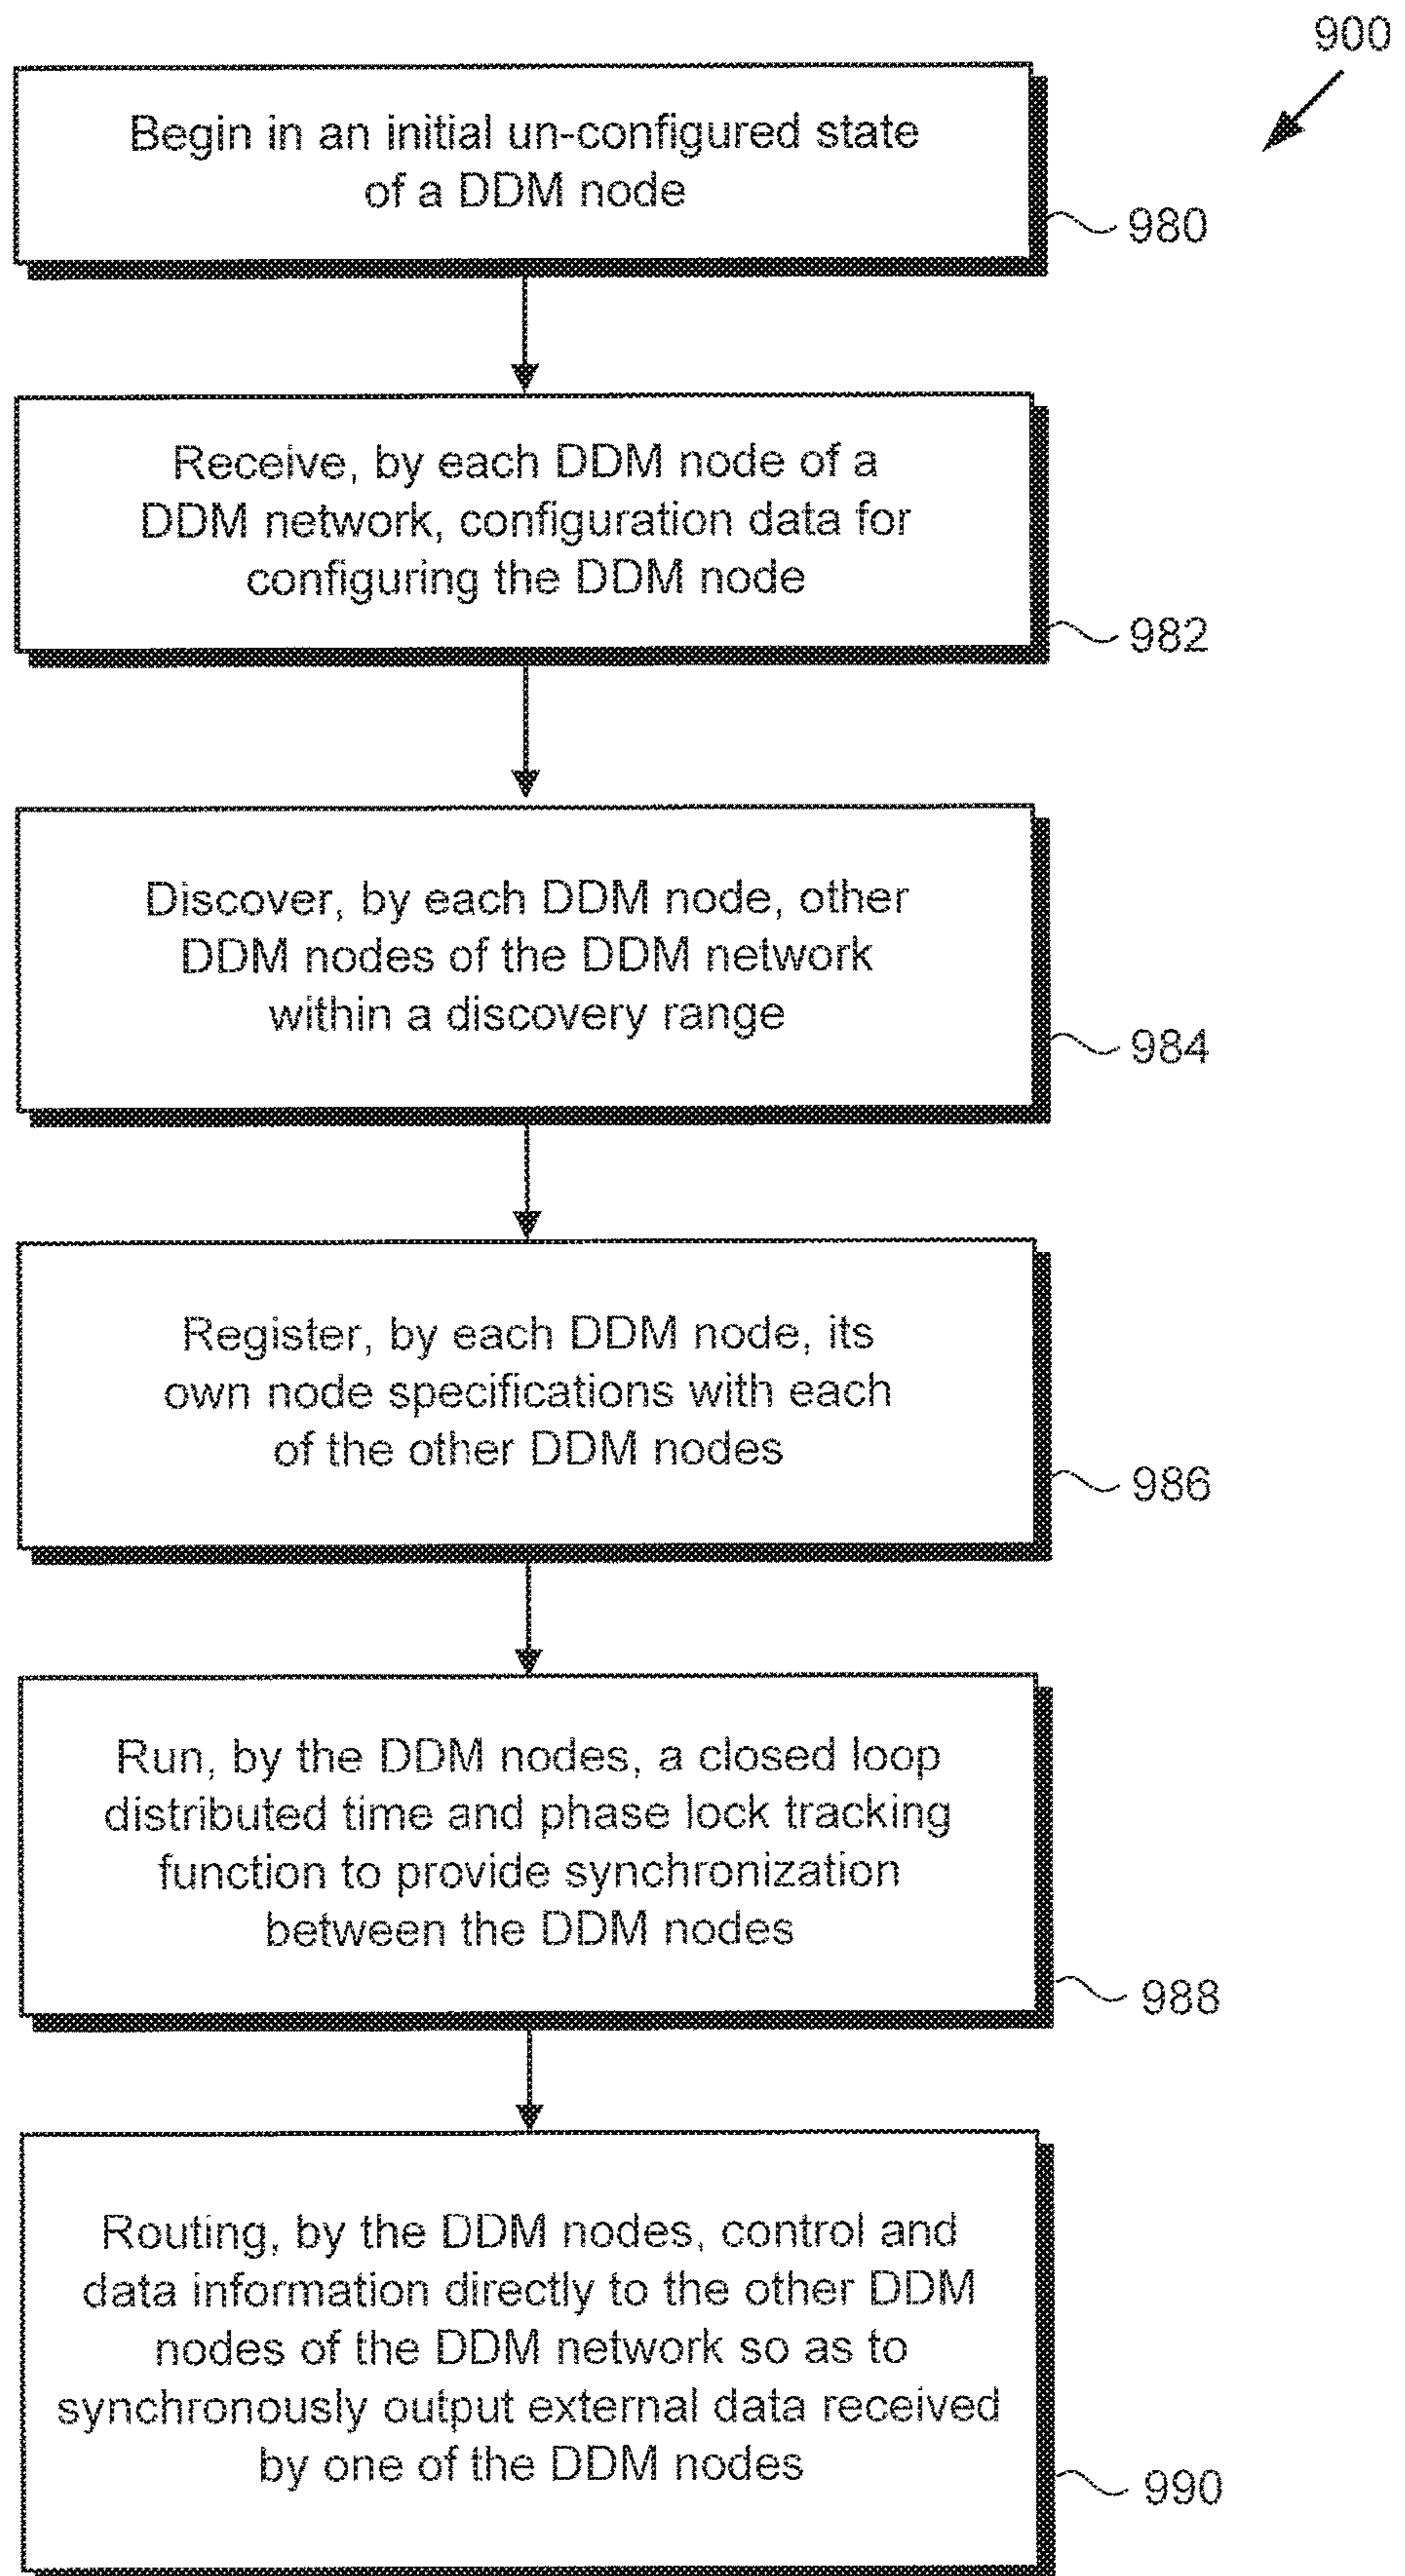 900
Begin in an initial un-configured state
of a DDM node
980
Receive, by each DDM node of a
DDM network, configuration data for
configuring the DDM node
982
Discover, by each DDM node, other
DDM nodes of the DDM network
within a discovery range
984
Register, by each DDM node, its
own node specifications with each
of the other DDM nodes
986
Run, by the DDM nodes, a closed loop
distributed time and phase lock tracking
function to provide synchronization
between the DDM nodes
988
Routing, by the DDM nodes, control and
data information directly to the other DDM
nodes of the DDM network so as to
synchronously output external data received
by one of the DDM nodes
990